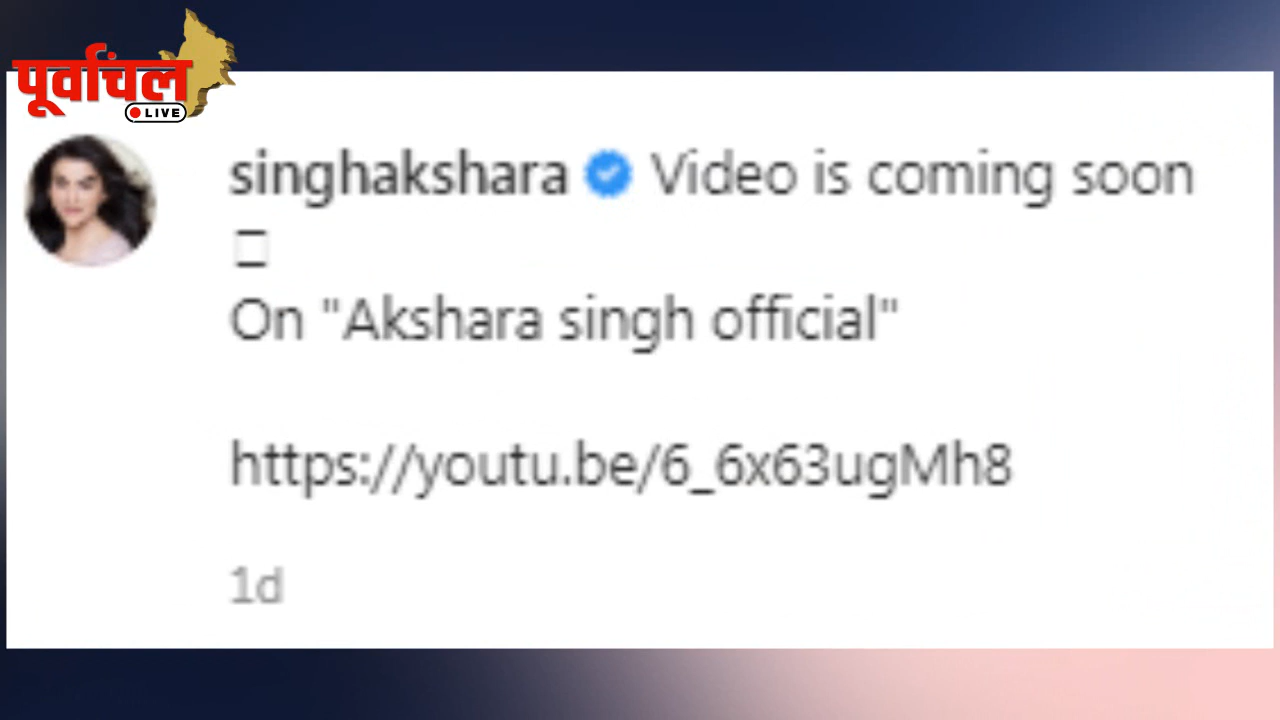 पूर्वांचल
LIVE
singhakshara Video is coming soon
On "Akshara singh official"
https://youtu.be/6_6x63ugMh8
1d